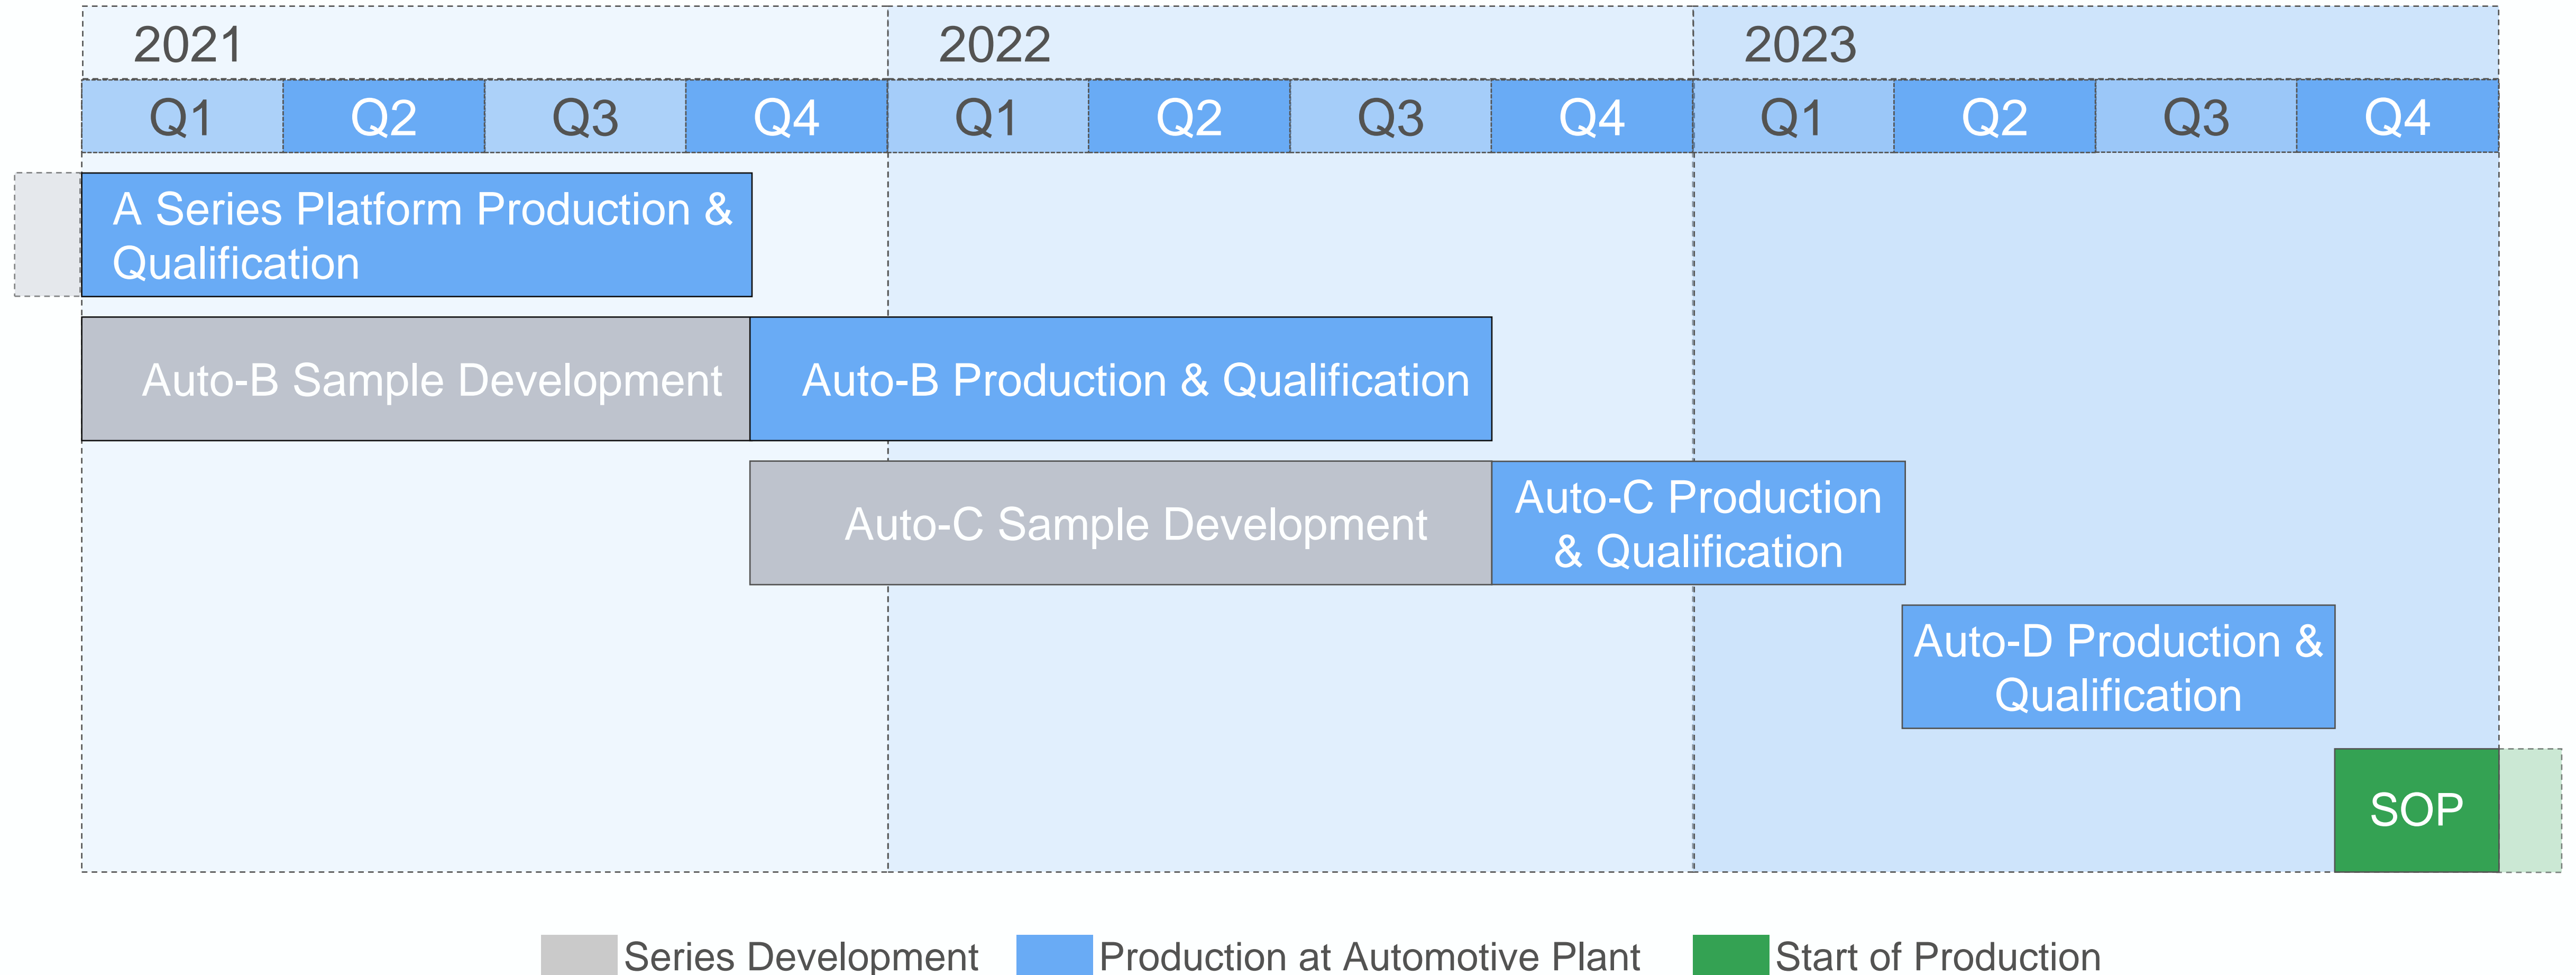 2021 2022 2023
Q1 Q2 Q3 Q4 Q1 Q2 Q3 Q4 Q1 Q2 Q3 Q4
A Series Platform Production &
Qualification
Auto-B Sample Development
Auto-B Production & Qualification
Auto-C Sample Development
Auto-C Production
& Qualification
Auto-D Production &
Qualification
SOP
Series Development
Production at Automotive Plant
Start of Production